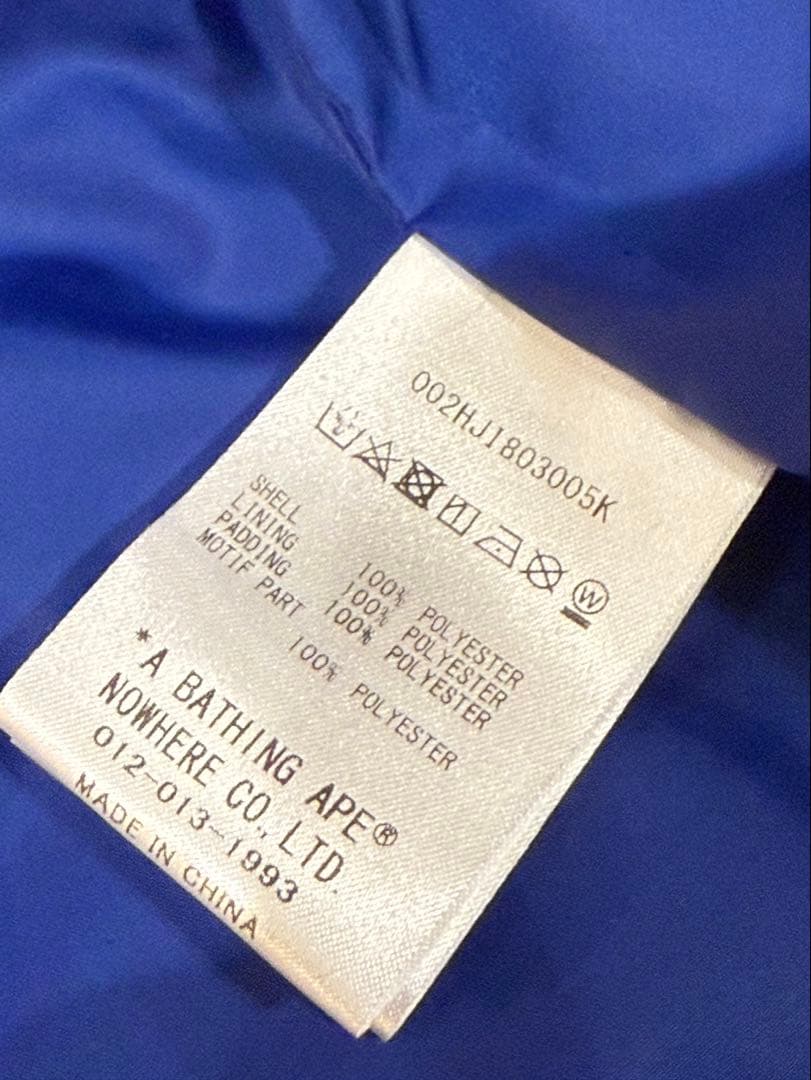 002HJI803005K
W
SHELL 100% POLYESTER
LINING 100% POLYESTER
PADDING 100% POLYESTER
MOTIF PART
100% POLYESTER
*A BATHING APE®
NOWHERE CO., LTD.
012-013-1993
MADE IN CHINA